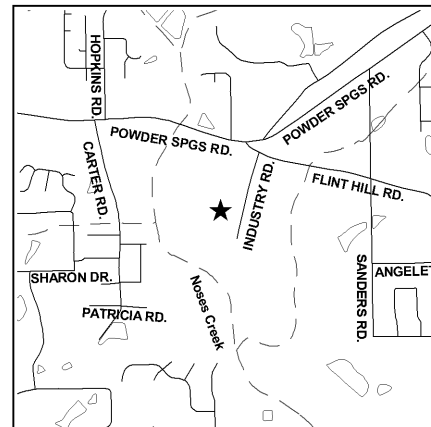 HOPKINS RD.
POWDER SPGS RD.
POWDER SPGS RD.
CARTER RD.
INDUSTRY RD.
FLINT HILL RD.
SHARON DR.
PATRICIA RD.
Noses Creek
SANDERS RD.
ANGELET